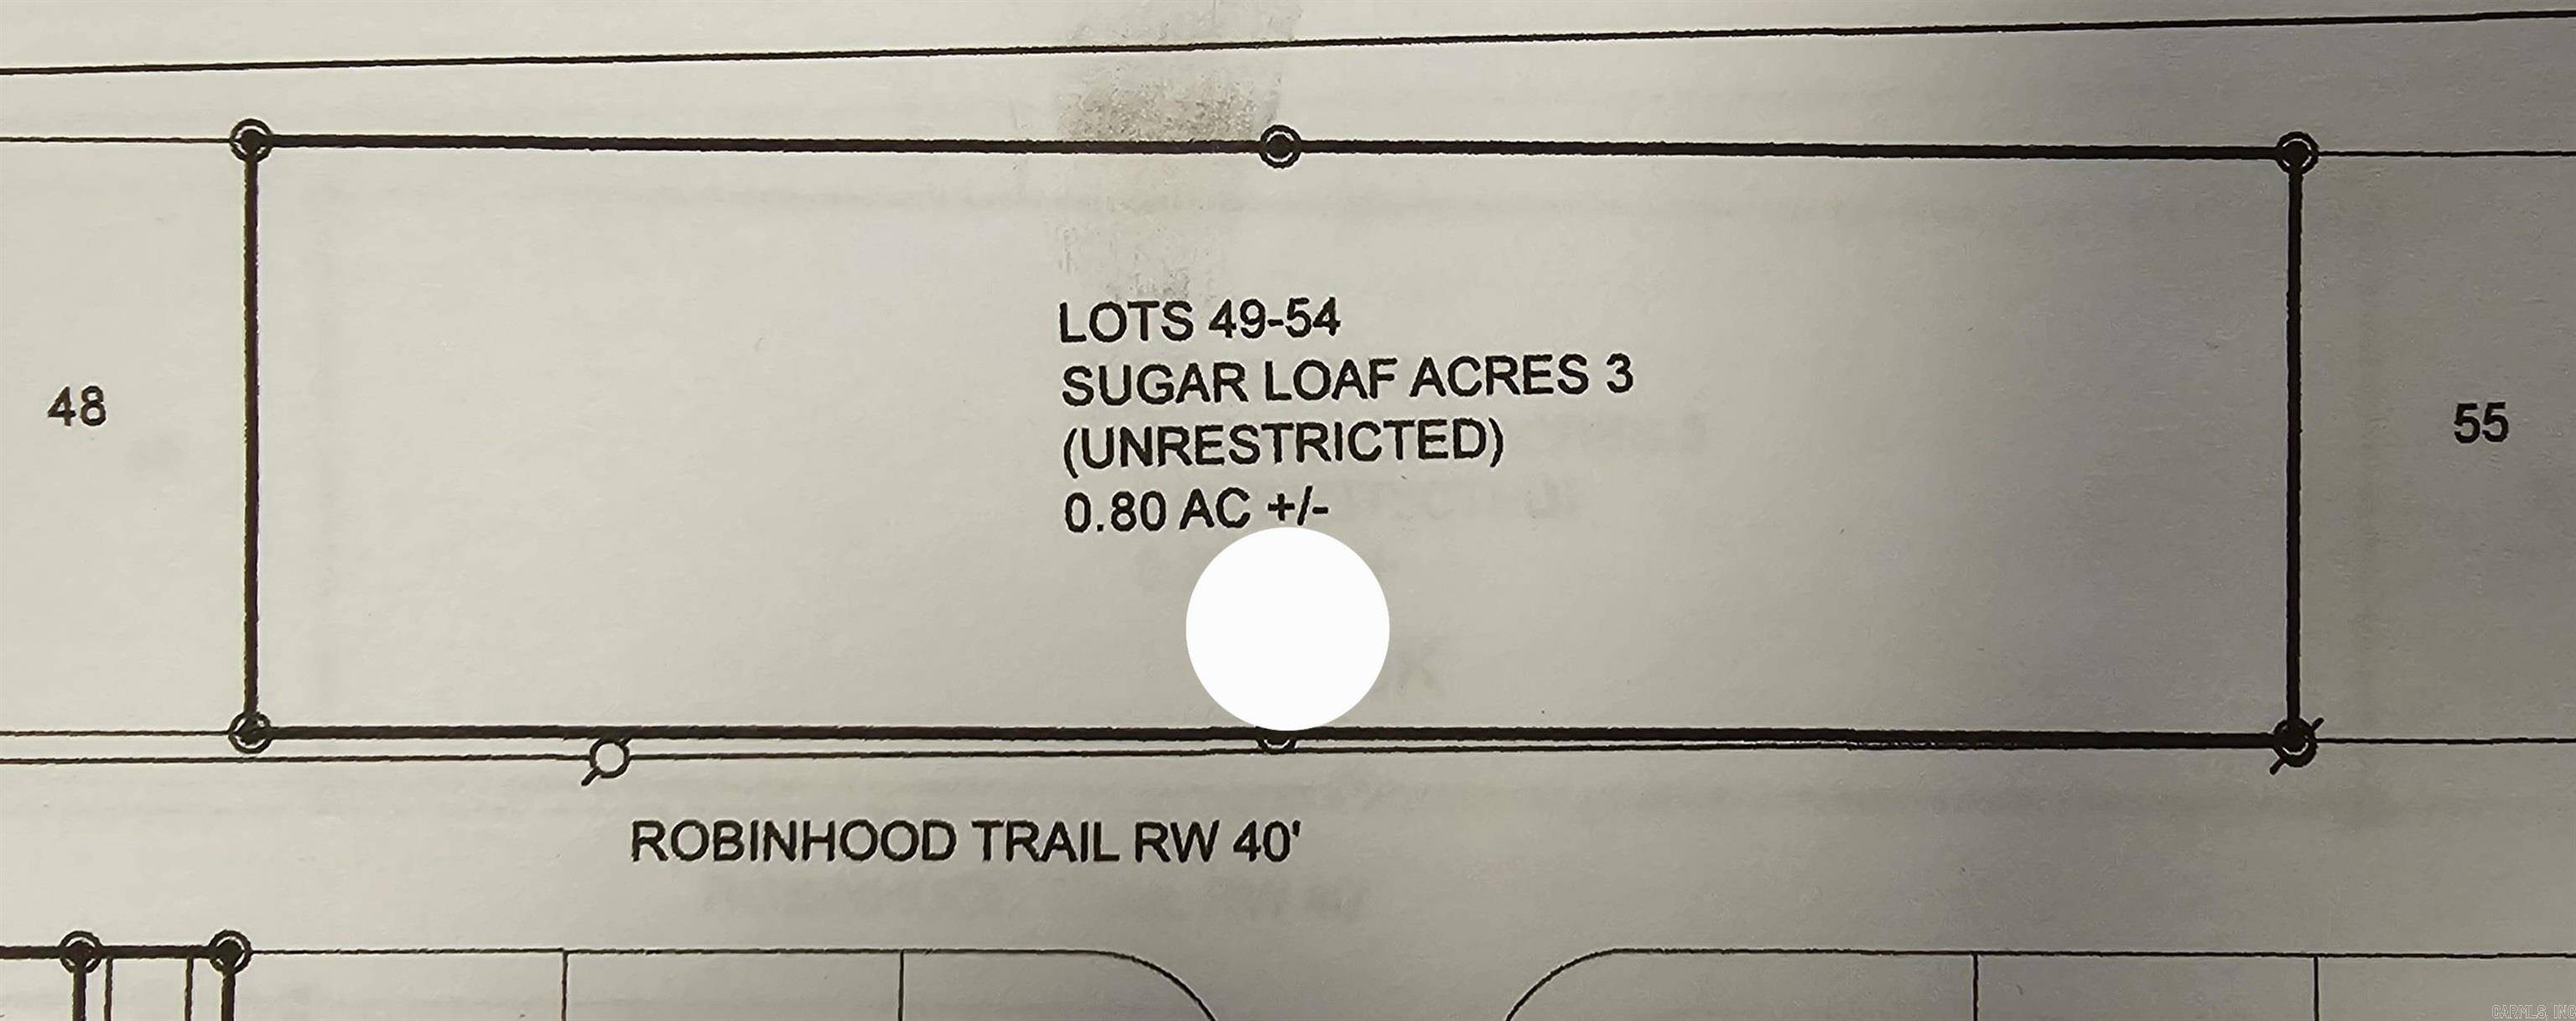 LOTS 49-54
SUGAR LOAF ACRES 3
(UNRESTRICTED)
0.80 AC +/-
48
55
ROBINHOOD TRAIL RW 40'
CARMLS, INC